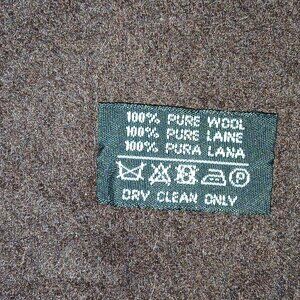 100% PURE WOOL
100% PURE LAINE
100% PURA LANA
P
DRY CLEAN ONLY